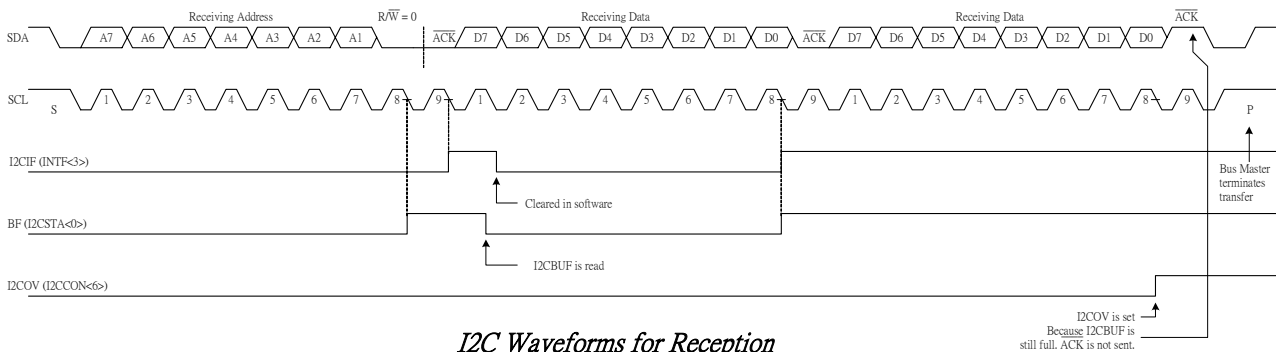 Receiving Address
R/W = 0
Receiving Data
Receiving Data
ACK
SDA
A7 A6 A5 A4 A3 A2 A1 ACK D7 D6 D5 D4 D3 D2 D1 D0 ACK D7 D6 D5 D4 D3 D2 D1 D0
SCL
S 1 2 3 4 5 6 7 8 9 1 2 3 4 5 6 7 8 9 1 2 3 4 5 6 7 8 9 P
I2CIF (INTF<3>)
Cleared in software
Bus Master
terminates
transfer
BF (I2CSTA<0>)
I2CBUF is read
I2COV (I2CCON<6>)
I2COV is set
Because I2CBUF is
still full. ACK is not sent.
I2C Waveforms for Reception